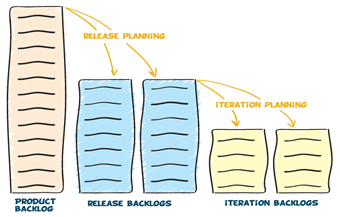 RELEASE PLANNING
ITERATION PLANNING
PRODUCT
BACKLOG
RELEASE BACKLOGS
ITERATION BACKLOGS